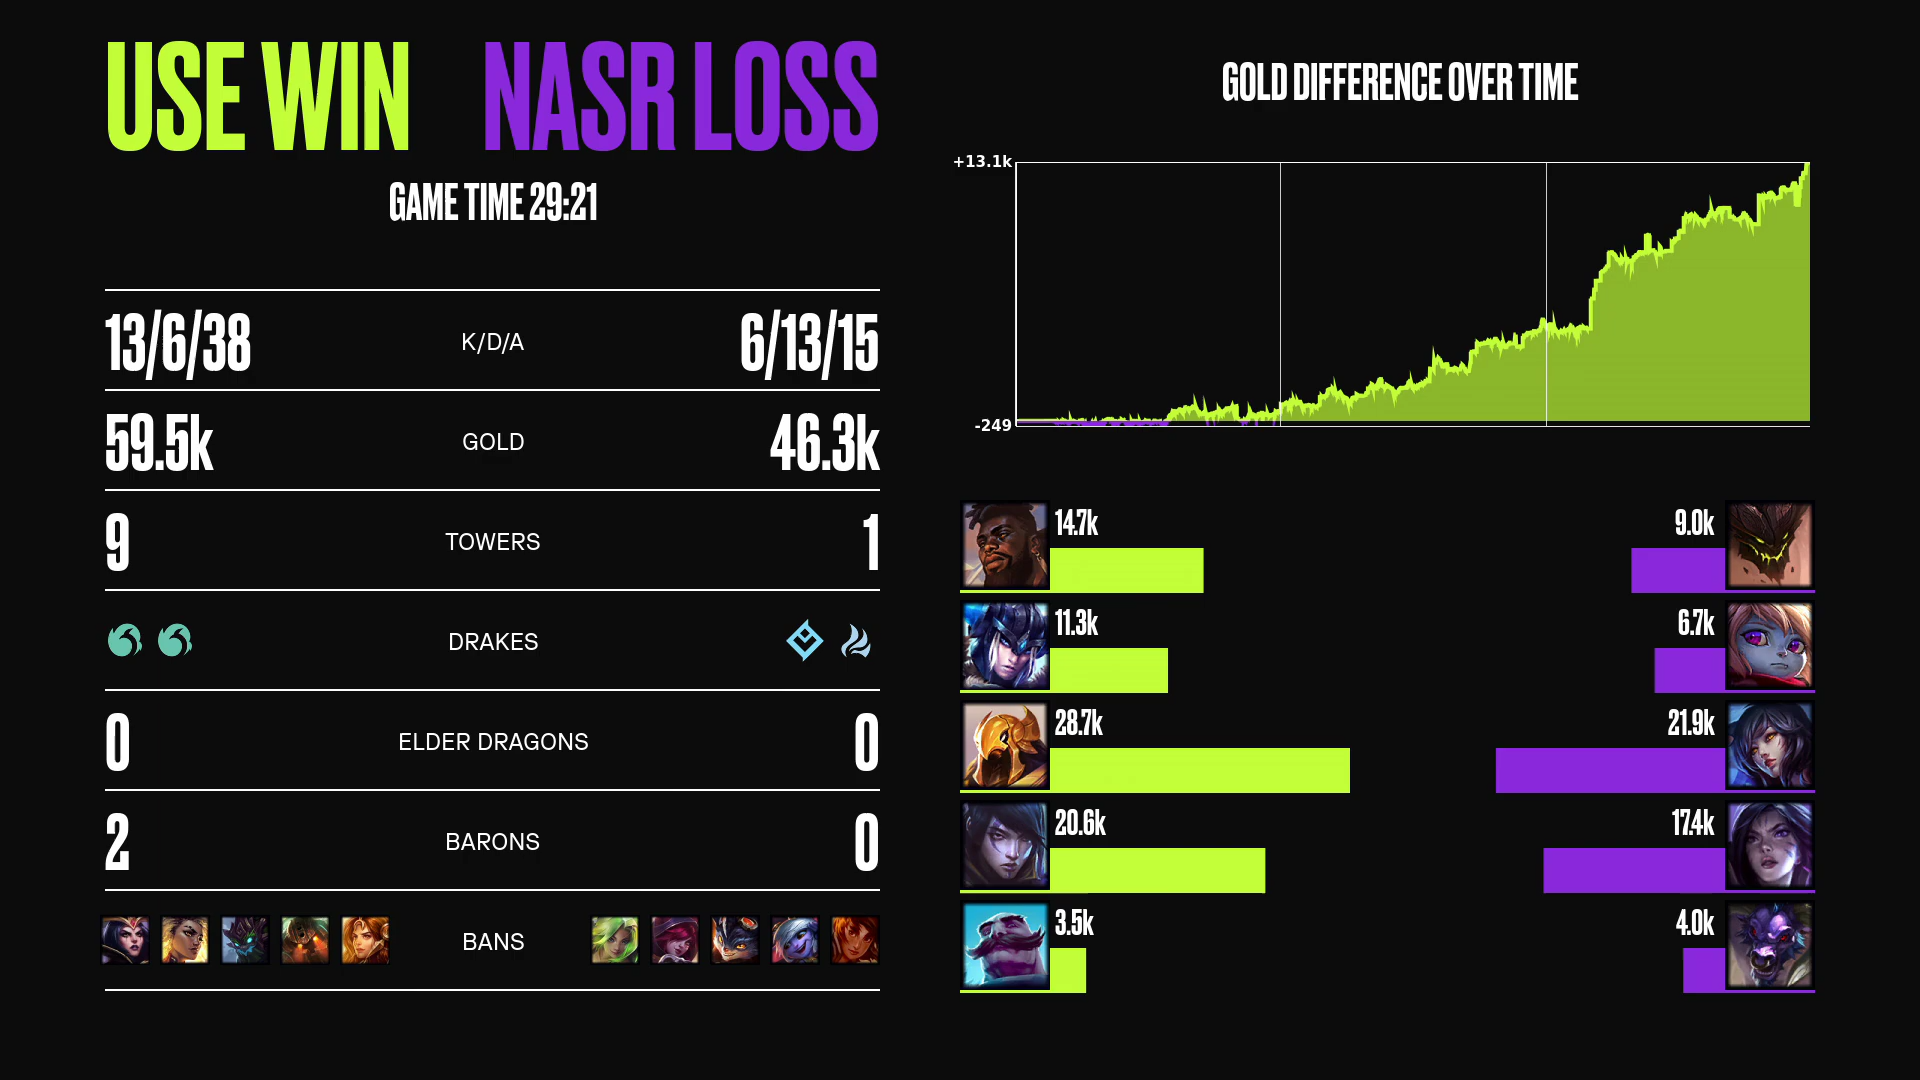 USE WIN NASR LOSS
GAME TIME 29:21
13/6/38 K/D/A 6/13/15
59.5k GOLD 46.3k
9 TOWERS 1
DRAKES
0 ELDER DRAGONS 0
2 BARONS 0
BANS
GOLD DIFFERENCE OVER TIME
+13.1k
-249
14.7k 9.0k
11.3k 6.7k
28.7k 21.9k
20.6k 17.4k
3.5k 4.0k